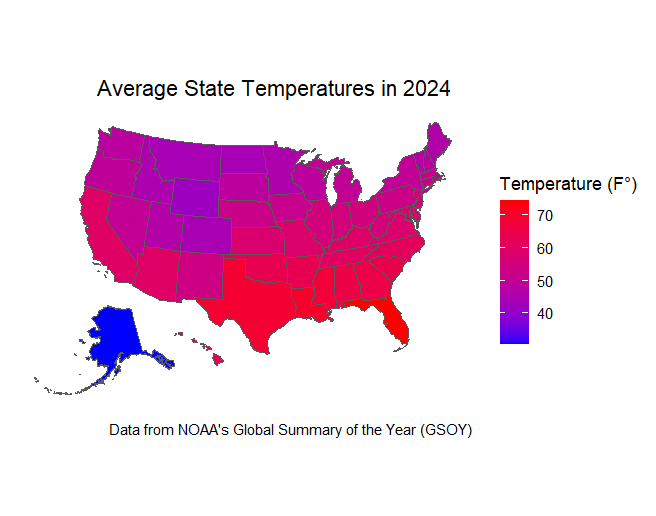 Average State Temperatures in 2024
Temperature (F°)
70
60
50
40
Data from NOAA's Global Summary of the Year (GSOY)